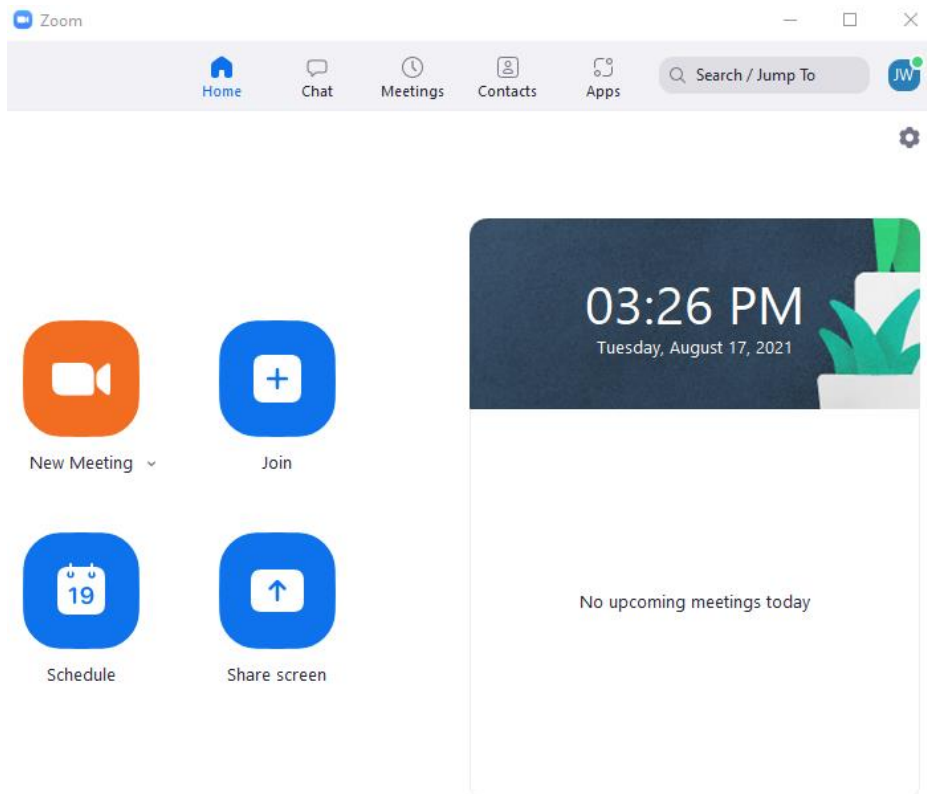 Zoom
Home Chat Meetings Contacts Apps Search / Jump To JW
03:26 PM
Tuesday, August 17, 2021
New Meeting Join
19
Schedule Share screen
No upcoming meetings today